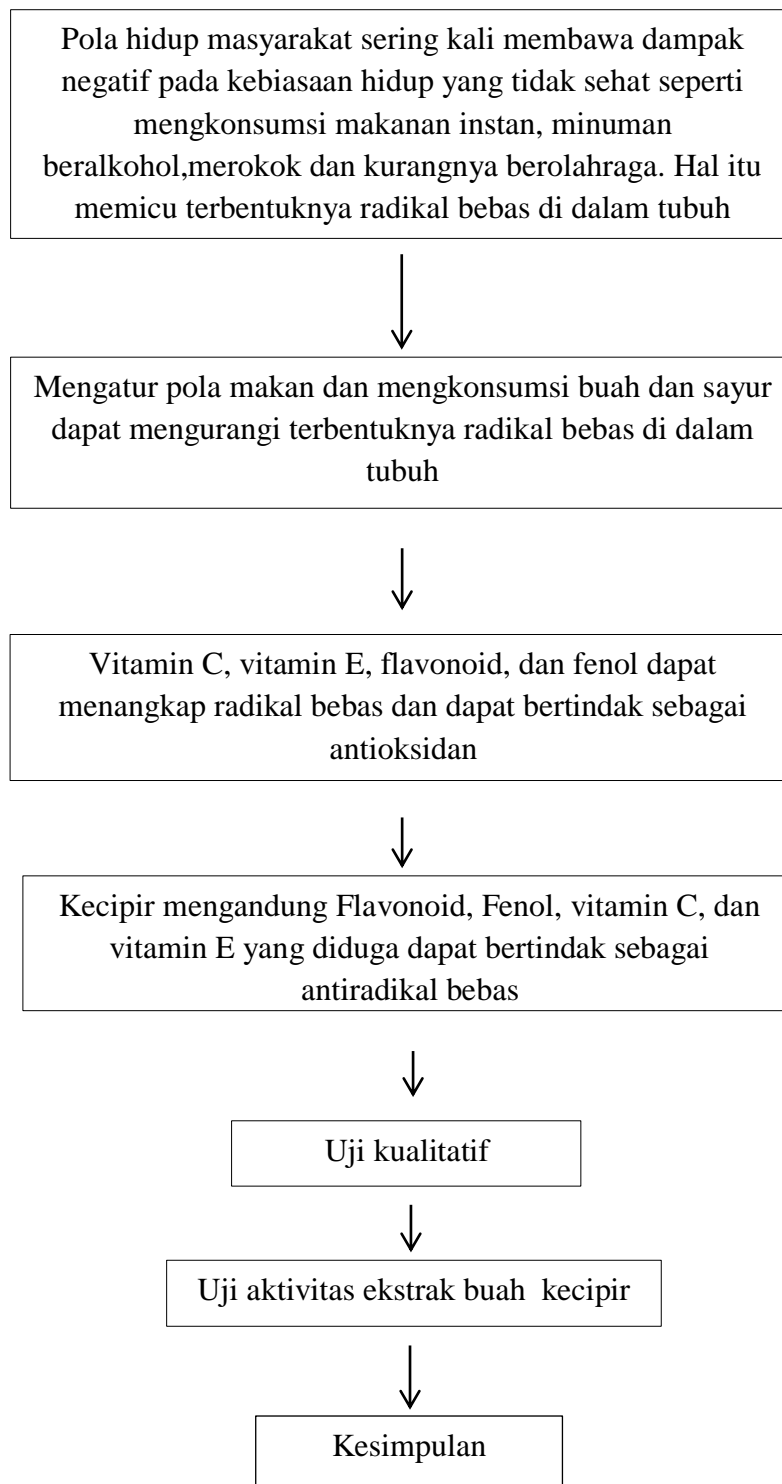 Pola hidup masyarakat sering kali membawa dampak
negatif pada kebiasaan hidup yang tidak sehat seperti
mengkonsumsi makanan instan, minuman
beralkohol,merokok dan kurangnya berolahraga. Hal itu
memicu terbentuknya radikal bebas di dalam tubuh
Mengatur pola makan dan mengkonsumsi buah dan sayur
dapat mengurangi terbentuknya radikal bebas di dalam
tubuh
Vitamin C, vitamin E, flavonoid, dan fenol dapat
menangkap radikal bebas dan dapat bertindak sebagai
antioksidan
Kecipir mengandung Flavonoid, Fenol, vitamin C, dan
vitamin E yang diduga dapat bertindak sebagai
antiradikal bebas
Uji kualitatif
Uji aktivitas ekstrak buah kecipir
Kesimpulan